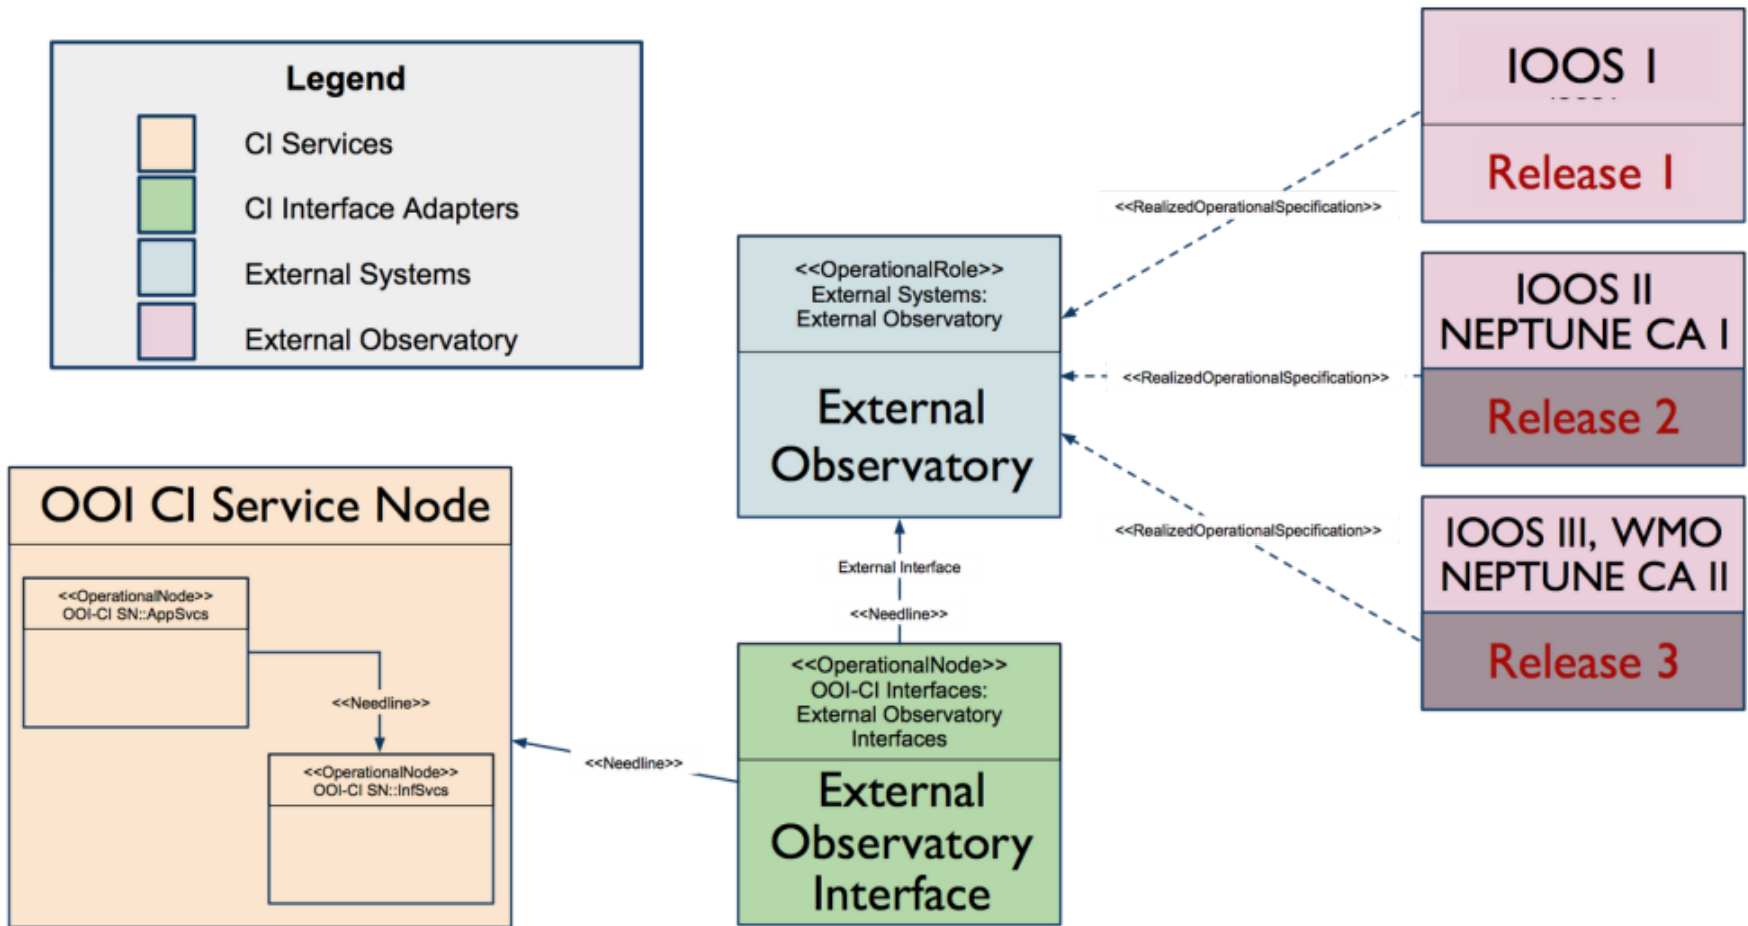 Legend
CI Services
CI Interface Adapters
External Systems
External Observatory
OOI CI Service Node
<<OperationalNode>>
OOI-CI SN::AppSvcs
<<Needline>>
<<OperationalNode>>
OOI-CI SN::InfSvcs
<<Needline>>
<<OperationalRole>>
External Systems:
External Observatory
External
Observatory
External Interface
<<Needline>>
<<OperationalNode>>
OOI-CI Interfaces:
External Observatory
Interfaces
External
Observatory
Interface
<<RealizedOperationalSpecification>>
<<RealizedOperationalSpecification>>
<<RealizedOperationalSpecification>>
IOOS I
Release 1
IOOS II
NEPTUNE CA I
Release 2
IOOS III, WMO
NEPTUNE CA II
Release 3